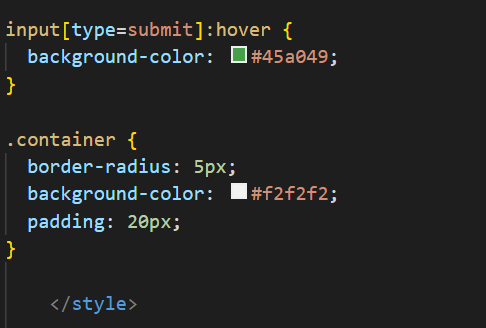 input[type=submit]:hover {
  background-color: #45a049;
}

.container {
  border-radius: 5px;
  background-color: #f2f2f2;
  padding: 20px;
}

    </style>